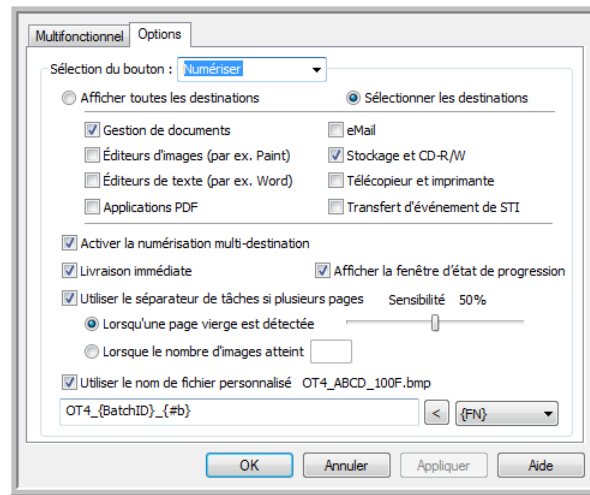 Multifonctionnel Options
Sélection du bouton : Numériser
Afficher toutes les destinations Sélectionner les destinations
Gestion de documents eMail
Éditeurs d'images (par ex. Paint) Stockage et CD-R/W
Éditeurs de texte (par ex. Word) Télécopieur et imprimante
Applications PDF Transfert d'événement de STI
Activer la numérisation multi-destination
Livraison immédiate Afficher la fenêtre d'état de progression
Utiliser le séparateur de tâches si plusieurs pages Sensibilité 50%
Lorsqu'une page vierge est détectée
Lorsque le nombre d'images atteint
Utiliser le nom de fichier personnalisé OT4_ABCD_100F.bmp
OT4_{BatchID}_{#b} < {FN}
OK Annuler Appliquer Aide